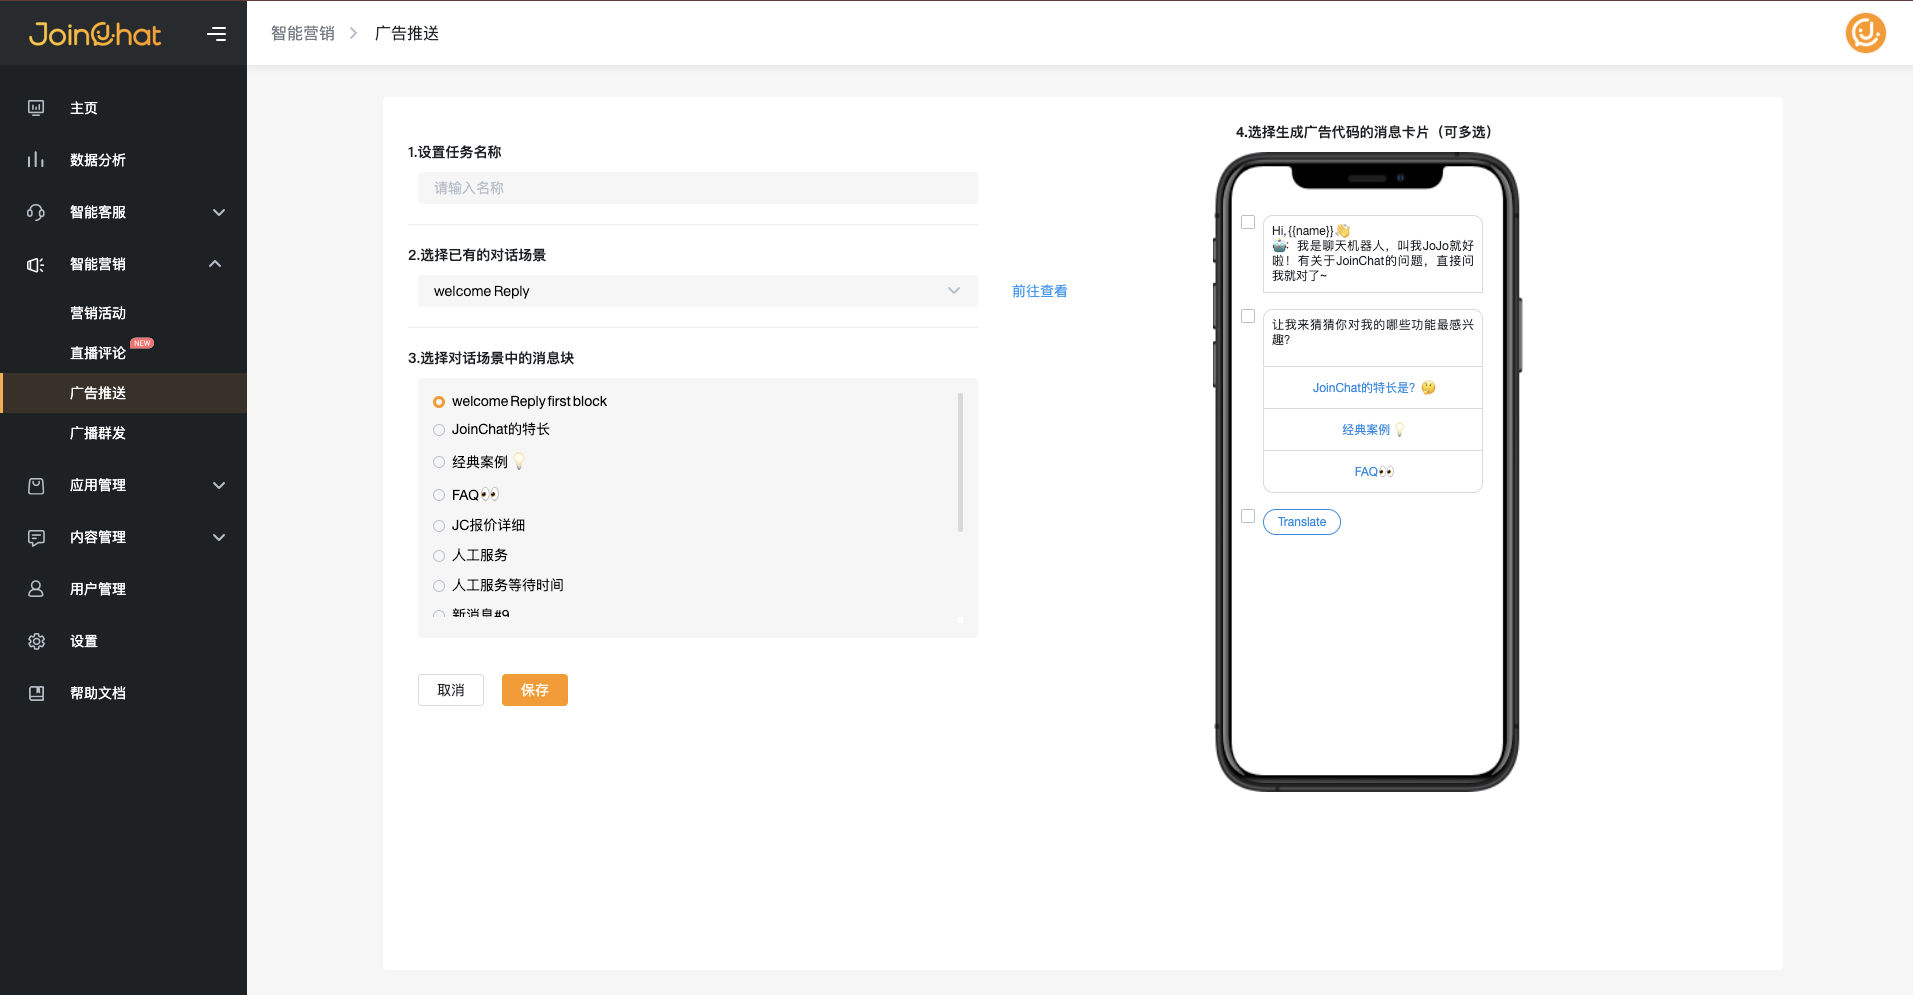 JoinChat
智能营销 > 广告推送
主页
数据分析
智能客服
智能营销
营销活动
直播评论 NEW
广告推送
广播群发
应用管理
内容管理
用户管理
设置
帮助文档
1.设置任务名称
请输入名称
2.选择已有的对话场景
welcome Reply
前往查看
3.选择对话场景中的消息块
welcome Reply first block
JoinChat的特长
经典案例💡
FAQ👀
JC报价详细
人工服务
人工服务等待时间
新消息#9
取消
保存
4.选择生成广告代码的消息卡片（可多选）
Hi, {{name}}👋
🤖：我是聊天机器人，叫我JoJo就好
啦！有关于JoinChat的问题，直接问
我就对了~
让我来猜猜你对我的哪些功能最感兴
趣？
JoinChat的特长是？🤔
经典案例💡
FAQ👀
Translate